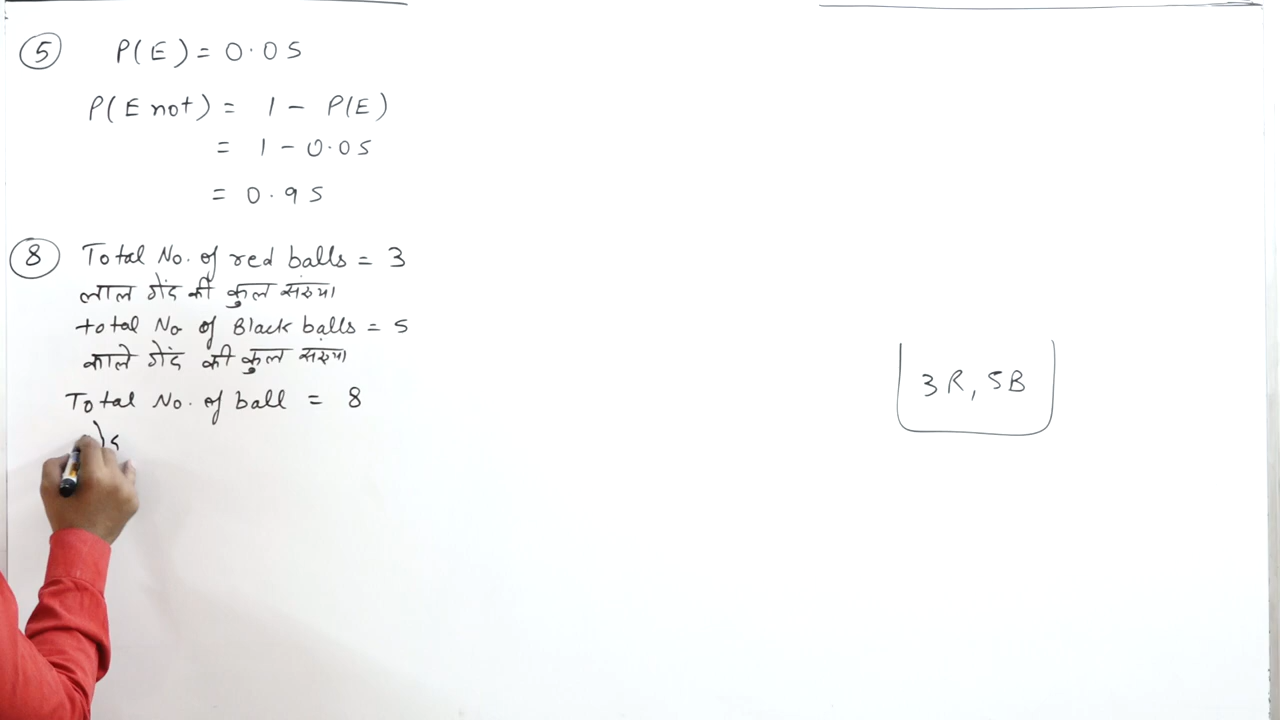 5 P(E) = 0.05
P(E not) = 1 - P(E)
= 1 - 0.05
= 0.95
8 Total No. of red balls = 3
लाल गेंद की कुल संख्या
total No of Black balls = 5
काले गेंद की कुल संख्या
Total No. of ball = 8
3R, 5B